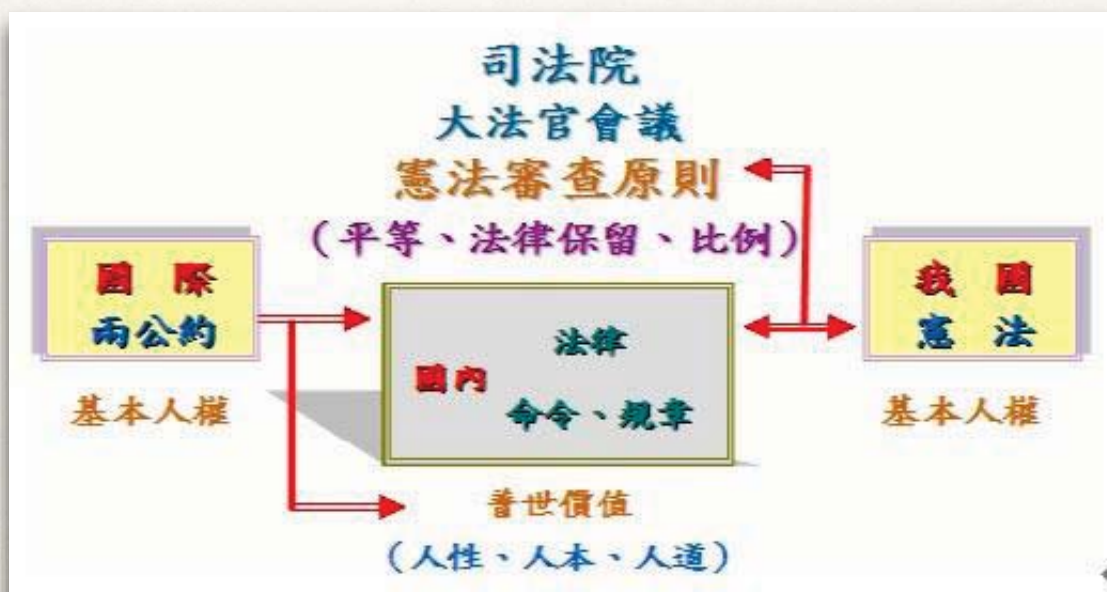 司法院
大法官會議
憲法審查原則
（平等、法律保留、比例）
國際
兩公約
基本人權
國內
法律
命令、規章
我國
憲法
基本人權
普世價值
（人性、人本、人道）